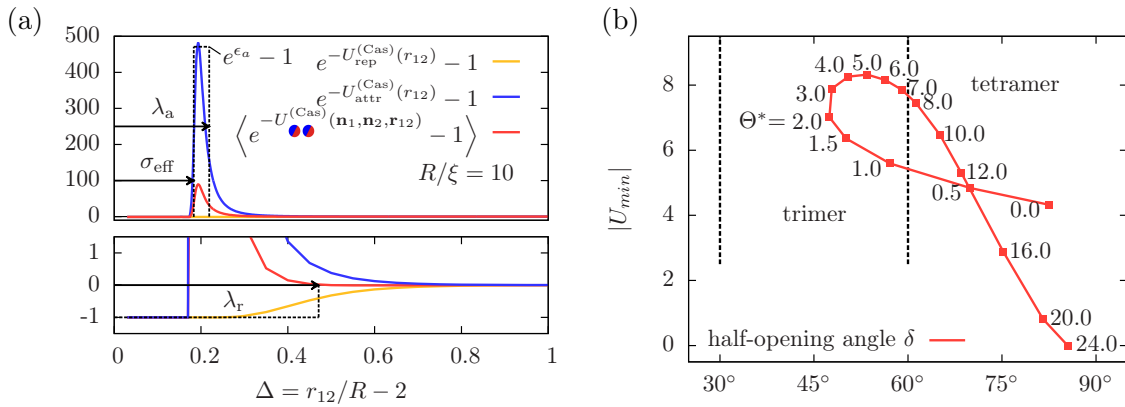 (a)
500
400
300
200
100
0
λ_a
σ_eff
e^{ϵ_a} − 1
e^{−U_rep^{(Cas)}(r_12)} − 1
e^{−U_attr^{(Cas)}(r_12)} − 1
⟨e^{−U^{(Cas)}(n_1,n_2,r_12)} − 1⟩
R/ξ = 10
1
0
-1
λ_r
0 0.2 0.4 0.6 0.8 1
Δ = r_12/R − 2
(b)
8
6
4
2
0
|U_min|
4.0 5.0 6.0
3.0 7.0
8.0
tetramer
Θ*= 2.0
10.0
1.5
1.0
12.0
0.5
0.0
trimer
16.0
20.0
24.0
half-opening angle δ
30° 45° 60° 75° 90°